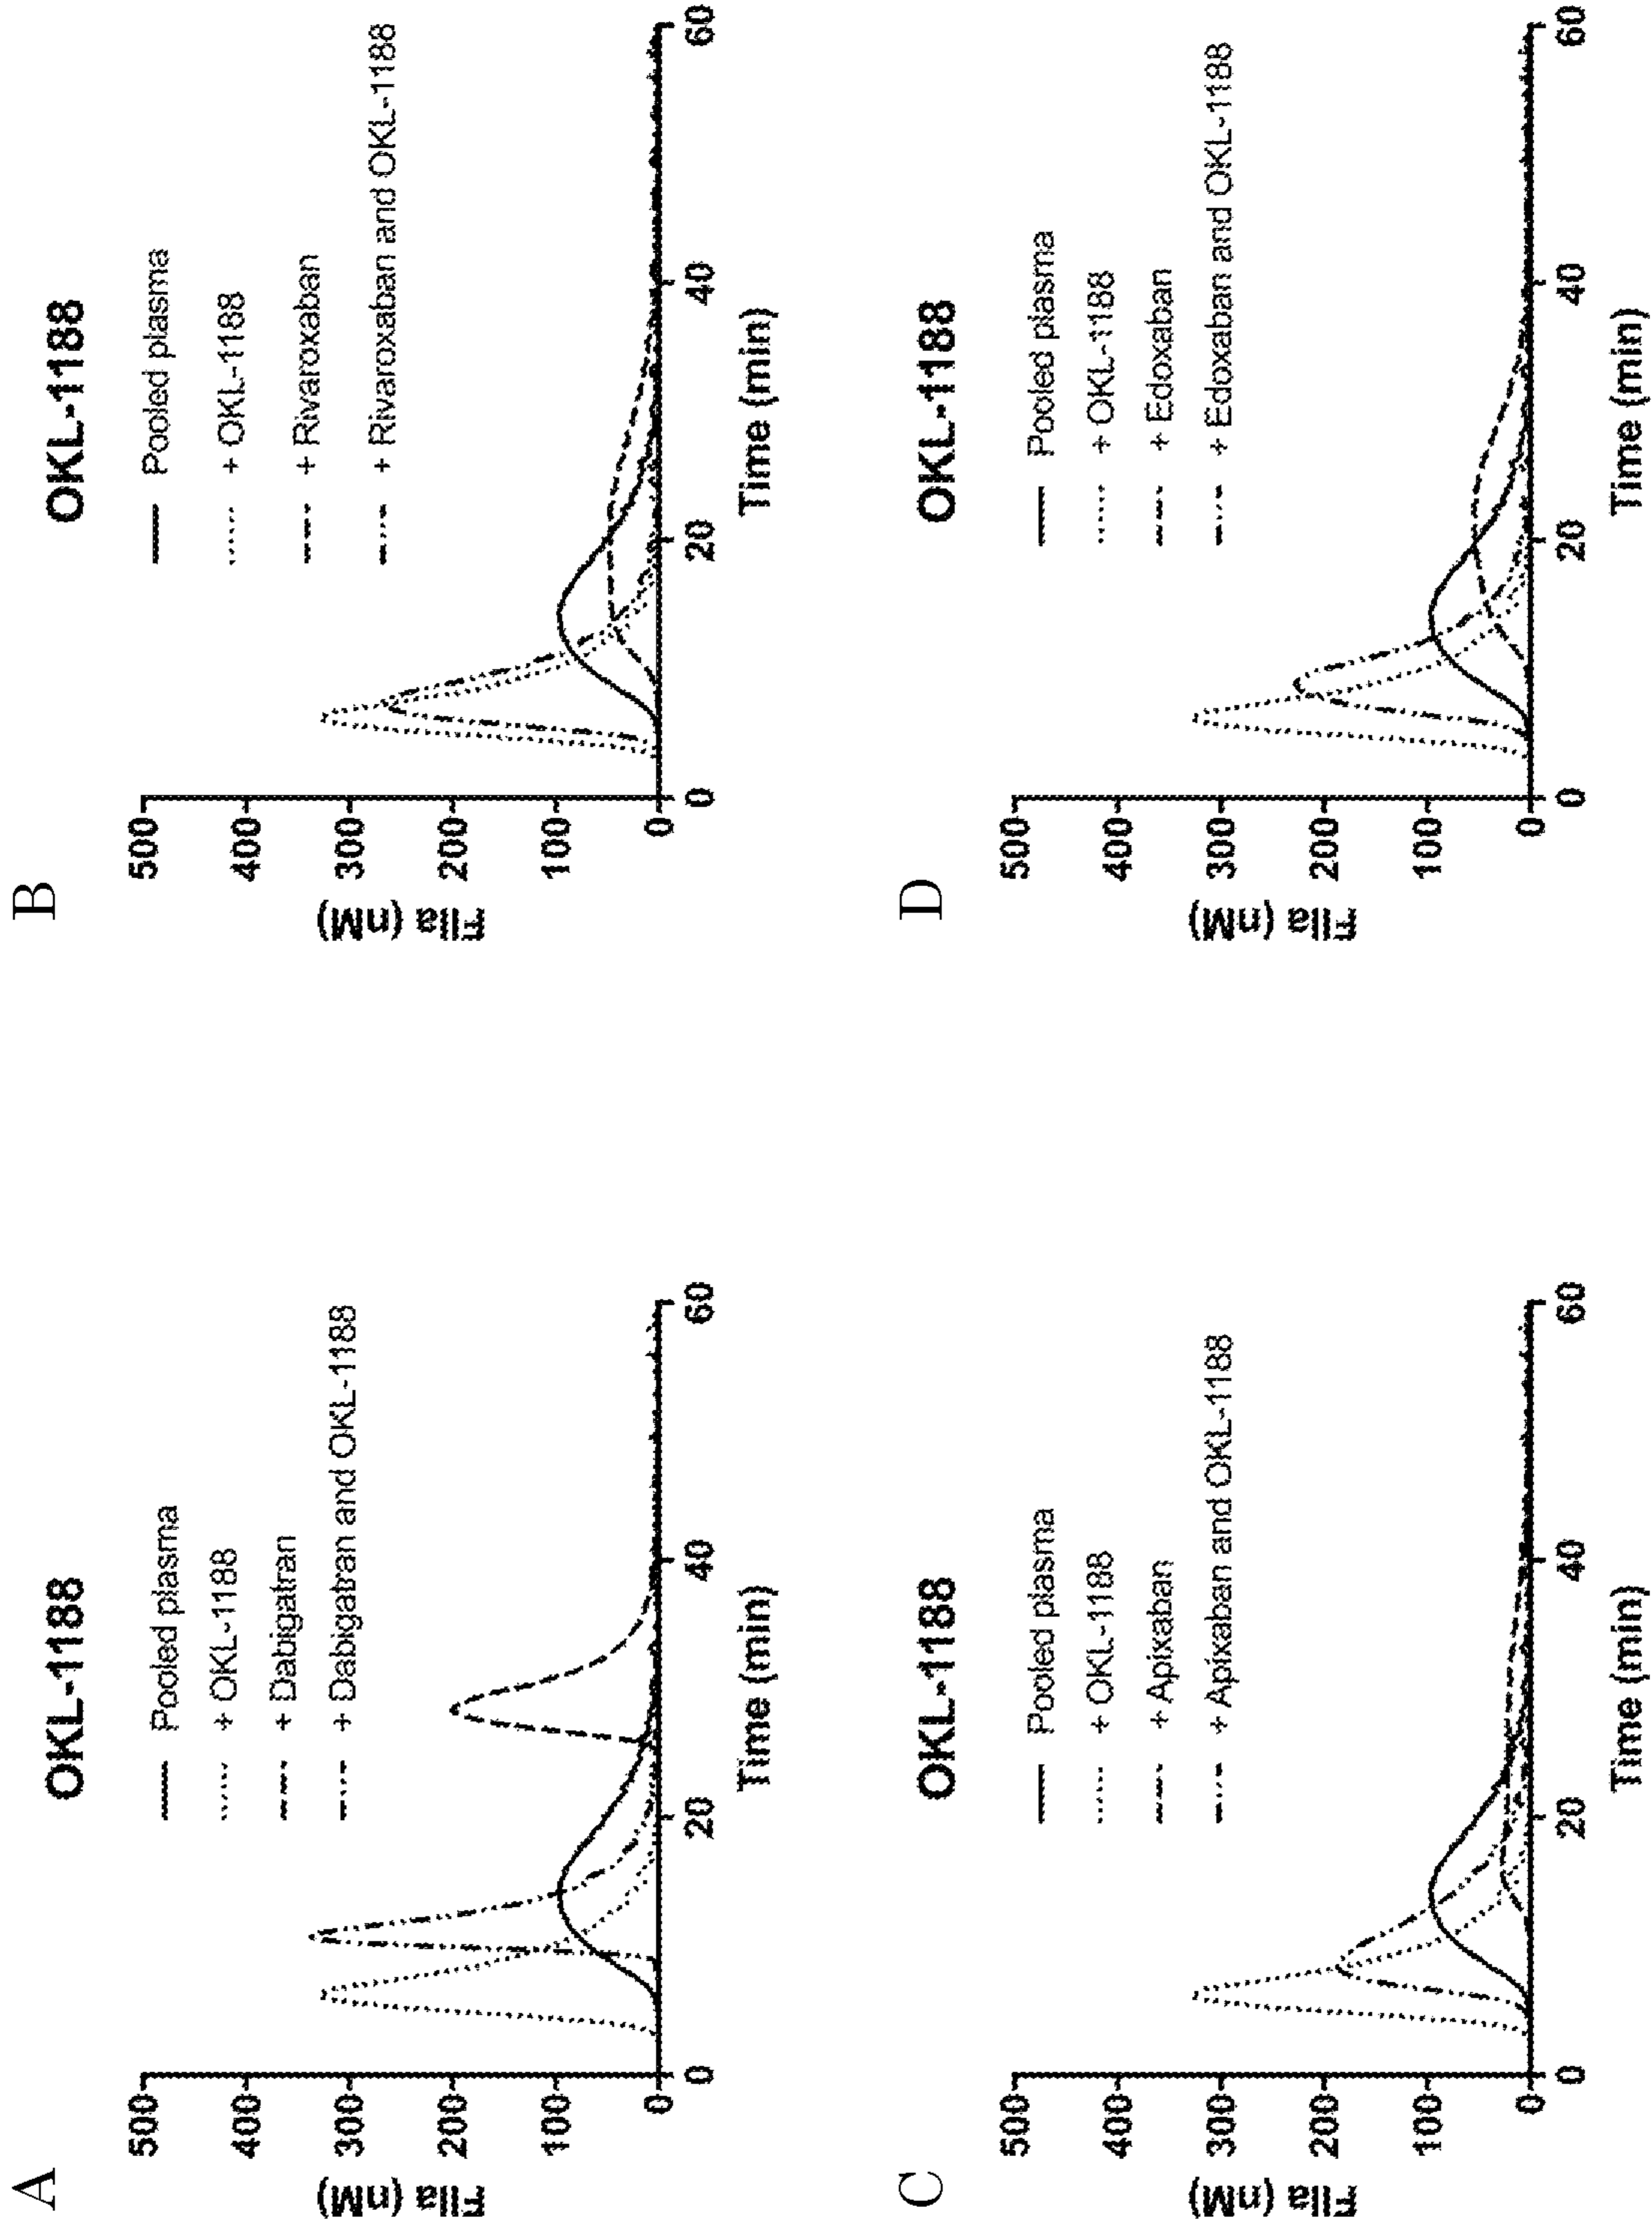 A
OKL-1188
FIIa (nM)
500
400
300
200
100
0
0
20
40
60
Time (min)
Pooled plasma
+ OKL-1188
+ Dabigatran
+ Dabigatran and OKL-1188
B
OKL-1188
FIIa (nM)
500
400
300
200
100
0
0
20
40
60
Time (min)
Pooled plasma
+ OKL-1188
+ Rivaroxaban
+ Rivaroxaban and OKL-1188
C
OKL-1188
FIIa (nM)
500
400
300
200
100
0
0
20
40
60
Time (min)
Pooled plasma
+ OKL-1188
+ Apixaban
+ Apixaban and OKL-1188
D
OKL-1188
FIIa (nM)
500
400
300
200
100
0
0
20
40
60
Time (min)
Pooled plasma
+ OKL-1188
+ Edoxaban
+ Edoxaban and OKL-1188